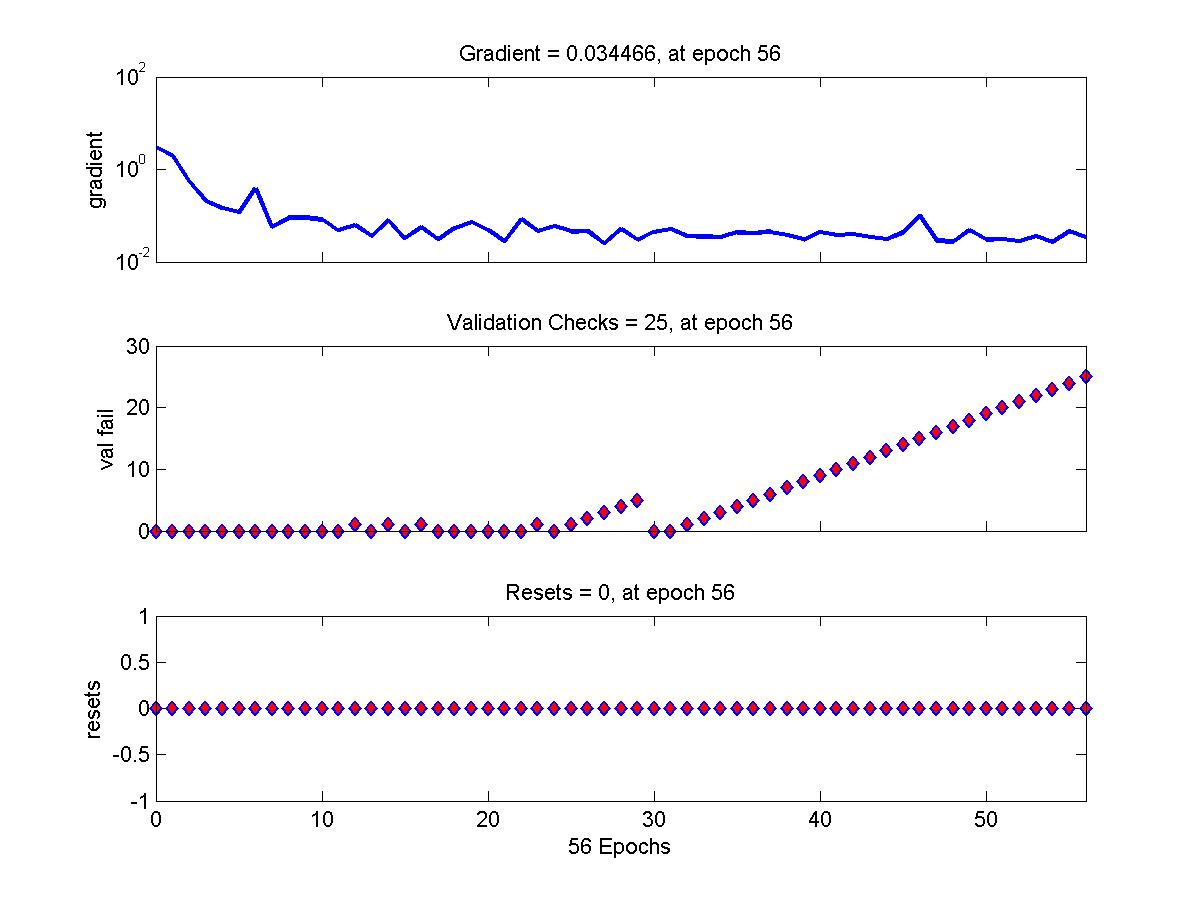 Gradient = 0.034466, at epoch 56
10^2
10^0
10^-2
gradient
Validation Checks = 25, at epoch 56
30
20
10
0
val fail
Resets = 0, at epoch 56
1
0.5
0
-0.5
-1
resets
0 10 20 30 40 50
56 Epochs